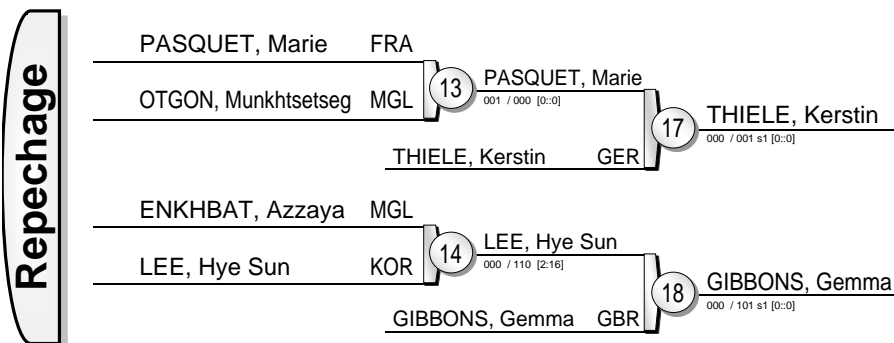 Repechage
PASQUET, Marie FRA
OTGON, Munkhtsetseg MGL
13
PASQUET, Marie
001 / 000 [0::0]
THIELE, Kerstin GER
17
THIELE, Kerstin
000 / 001 s1 [0::0]
ENKHBAT, Azzaya MGL
LEE, Hye Sun KOR
14
LEE, Hye Sun
000 / 110 [2:16]
GIBBONS, Gemma GBR
18
GIBBONS, Gemma
000 / 101 s1 [0::0]